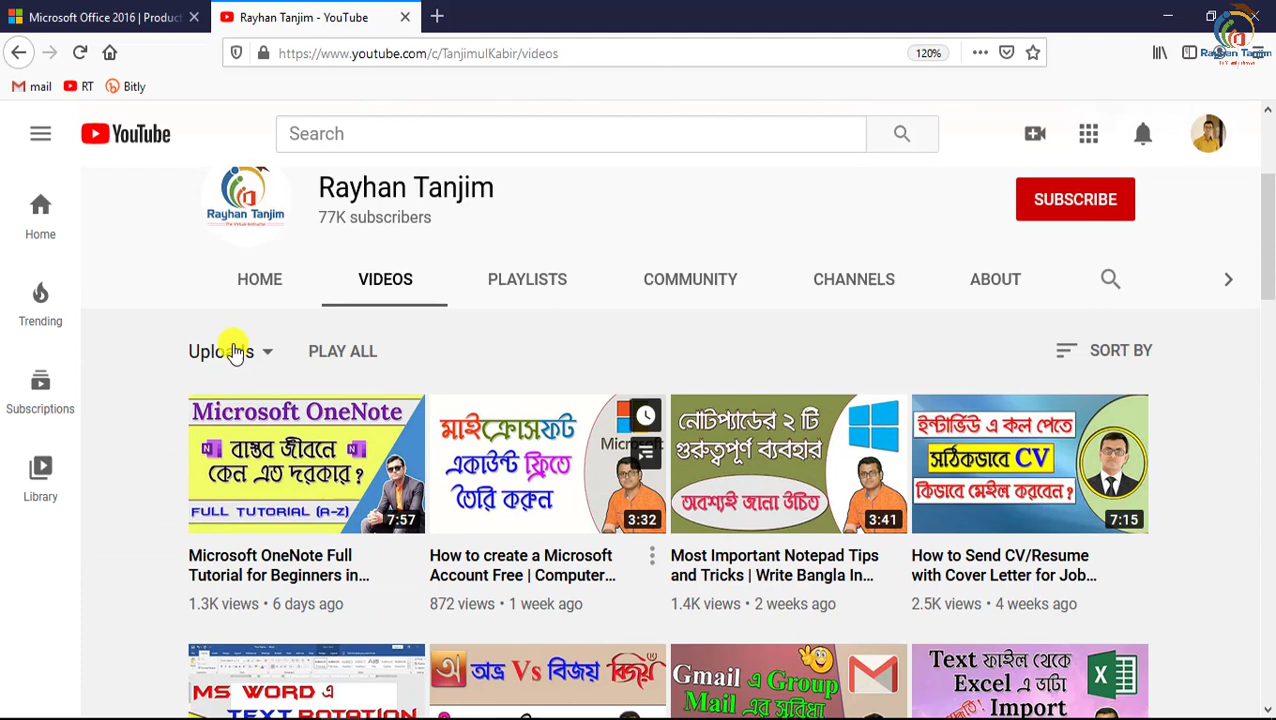 Microsoft Office 2016 | Product
Rayhan Tanjim - YouTube
https://www.youtube.com/c/TanjimulKabir/videos
120%
mail
RT
Bitly
Rayhan Tanjim
YouTube
Search
Rayhan Tanjim
Rayhan Tanjim
77K subscribers
SUBSCRIBE
Home
HOME
VIDEOS
PLAYLISTS
COMMUNITY
CHANNELS
ABOUT
Trending
Uploads
PLAY ALL
SORT BY
Subscriptions
Library
Microsoft OneNote
বাস্তব জীবনে
কেন এত দরকার ?
FULL TUTORIAL (A-Z)
7:57
মাইক্রোসফট
একাউন্ট ফ্রিতে
তৈরি করুন
Microsoft
3:32
নোটপ্যাডের ২ টি
গুরুত্বপূর্ণ ব্যবহার
অবশ্যই জানা উচিত
3:41
ইন্টার্ভিউ এ কল পেতে
সঠিকভাবে CV
কিভাবে মেইল করবেন ?
7:15
Microsoft OneNote Full
Tutorial for Beginners in...
1.3K views • 6 days ago
How to create a Microsoft
Account Free | Computer...
872 views • 1 week ago
Most Important Notepad Tips
and Tricks | Write Bangla In...
1.4K views • 2 weeks ago
How to Send CV/Resume
with Cover Letter for Job...
2.5K views • 4 weeks ago
MS WORD এ
TEXT ROTATION
অ
অভ্র Vs বিজয়
বিজয়
Gmail এ Group
Mail এর সুবিধা
Text ফাইল থেকে
Excel এ ডাটা
Import